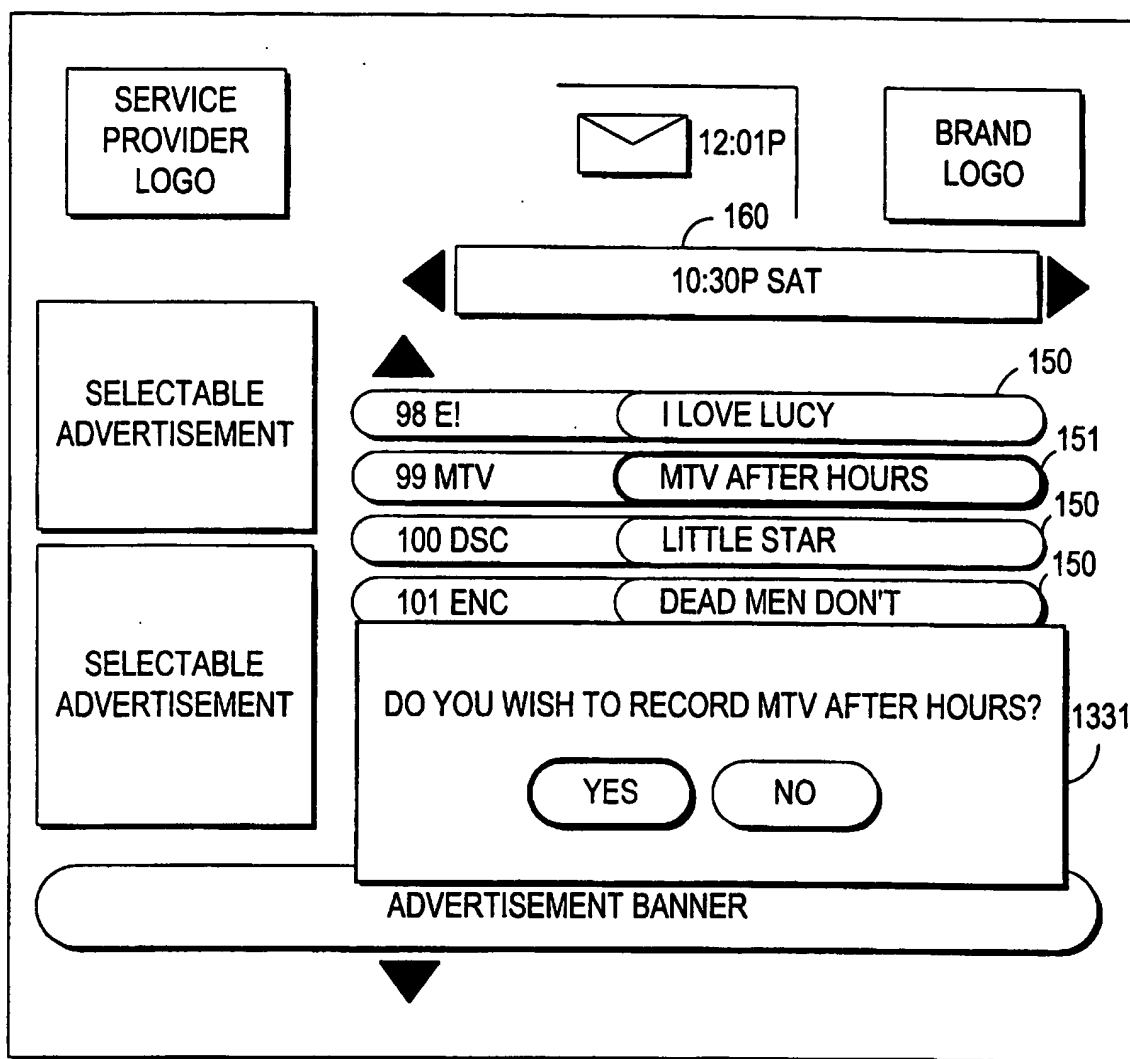 SERVICE
PROVIDER
LOGO
12:01P
BRAND
LOGO
160
10:30P SAT
150
SELECTABLE
ADVERTISEMENT
98 E! I LOVE LUCY
151
99 MTV MTV AFTER HOURS
150
100 DSC LITTLE STAR
150
101 ENC DEAD MEN DON'T
SELECTABLE
ADVERTISEMENT
DO YOU WISH TO RECORD MTV AFTER HOURS?
1331
YES NO
ADVERTISEMENT BANNER